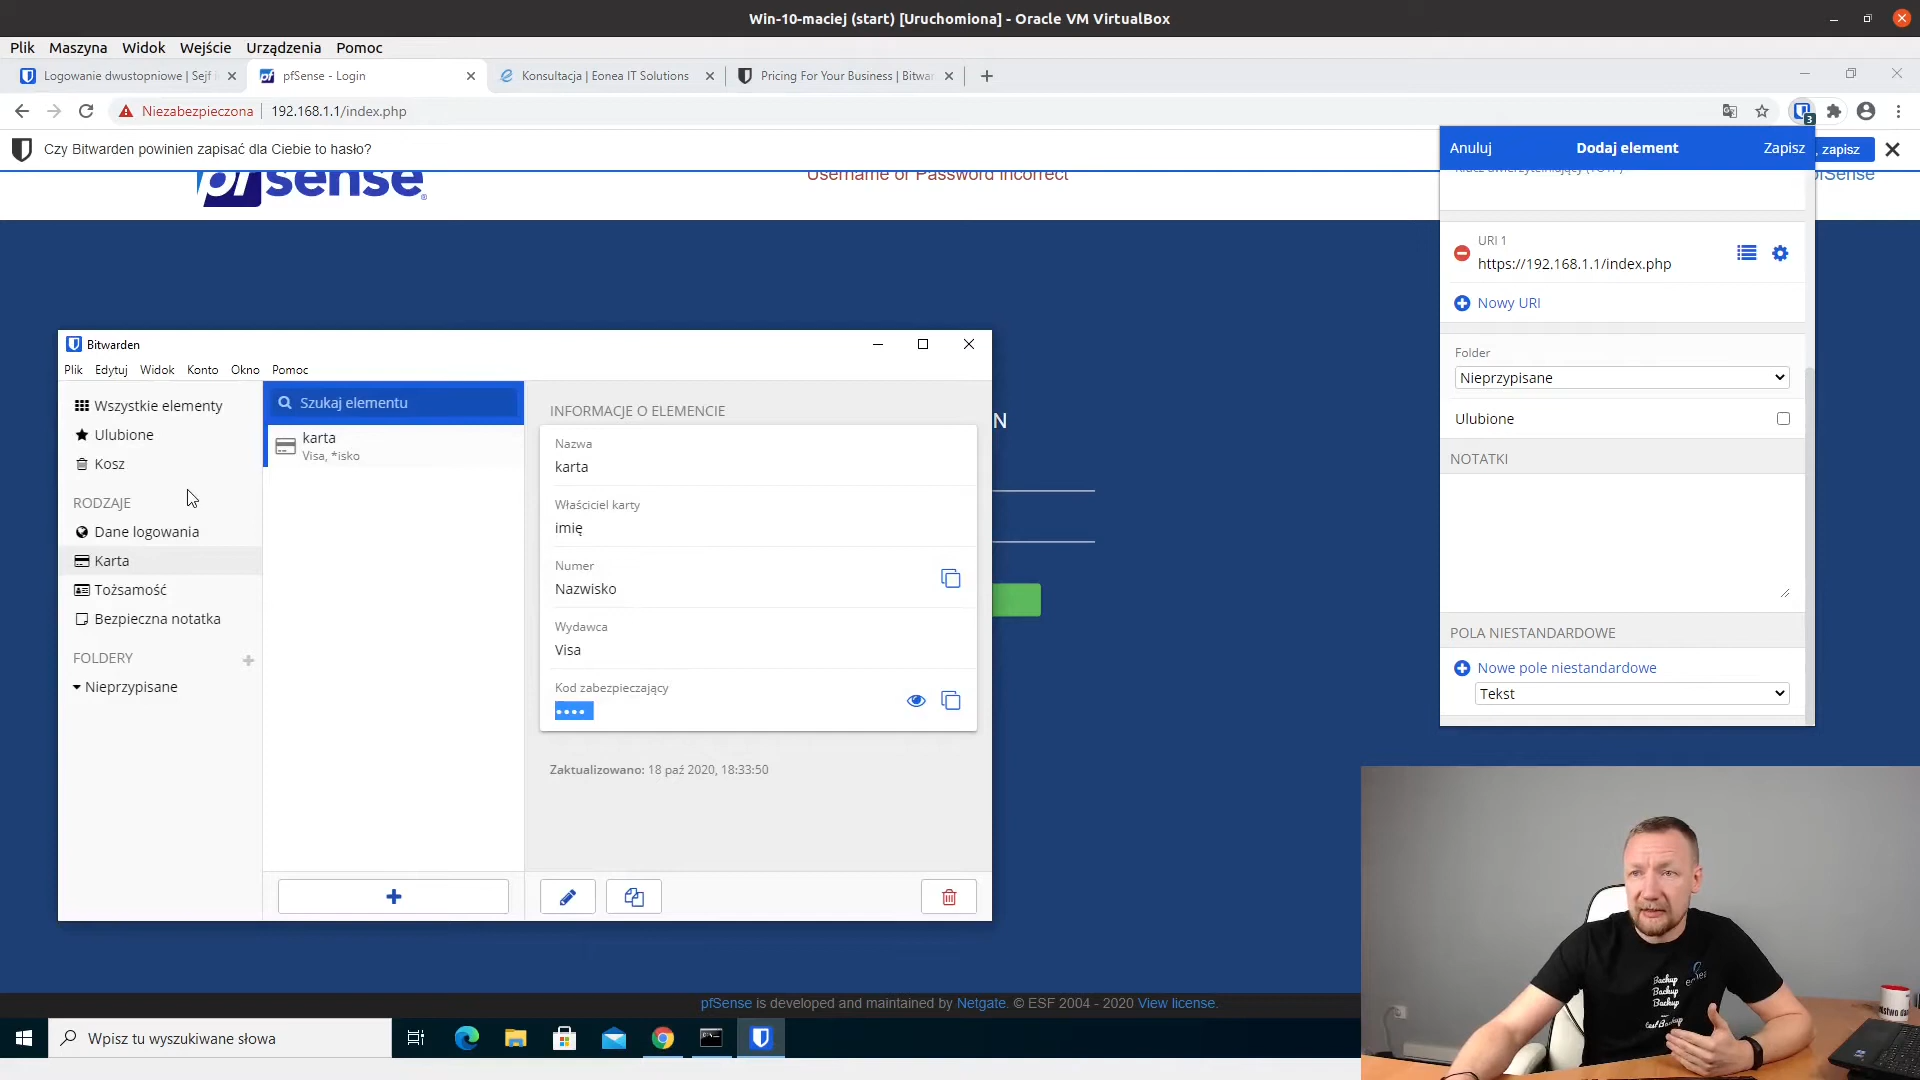 Win-10-maciej (start) [Uruchomiona] - Oracle VM VirtualBox
Plik Maszyna Widok Wejście Urządzenia Pomoc
Logowanie dwustopniowe | Sejf
pfSense - Login
Konsultacja | Eonea IT Solutions
Pricing For Your Business | Bitwar
Niezabezpieczona 192.168.1.1/index.php
3
Czy Bitwarden powinien zapisać dla Ciebie to hasło?
, zapisz
pfsense
Username or Password incorrect
pfSense
Anuluj Dodaj element Zapisz
URI 1
https://192.168.1.1/index.php
Nowy URI
Folder
Nieprzypisane
Ulubione
NOTATKI
POLA NIESTANDARDOWE
Nowe pole niestandardowe
Tekst
N
Bitwarden
Plik Edytuj Widok Konto Okno Pomoc
Wszystkie elementy
Ulubione
Kosz
RODZAJE
Dane logowania
Karta
Tożsamość
Bezpieczna notatka
FOLDERY
Nieprzypisane
Szukaj elementu
karta
Visa, *isko
INFORMACJE O ELEMENCIE
Nazwa
karta
Właściciel karty
imię
Numer
Nazwisko
Wydawca
Visa
Kod zabezpieczający
••••
Zaktualizowano: 18 paź 2020, 18:33:50
pfSense is developed and maintained by Netgate. © ESF 2004 - 2020 View license.
Wpisz tu wyszukiwane słowa
Backup
Backup
Backup